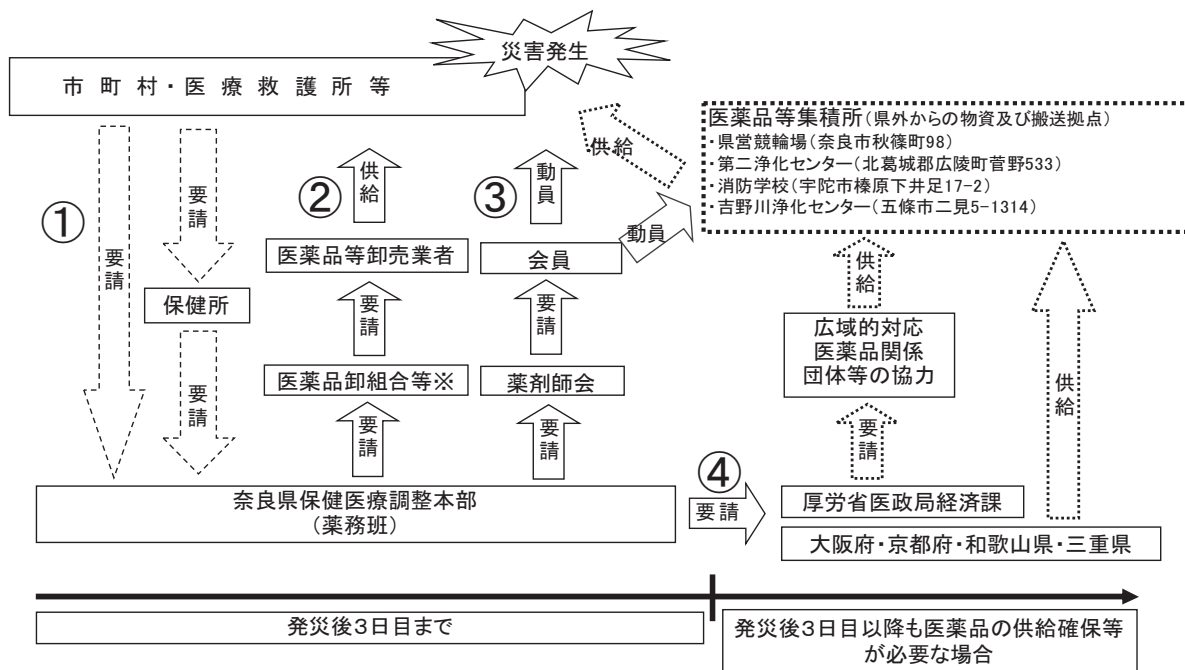 災害発生
市町村・医療救護所等
医薬品等集積所(県外からの物資及び搬送拠点)
・県営競輪場(奈良市秋篠町98)
・第二浄化センター(北葛城郡広陵町菅野533)
・消防学校(宇陀市榛原下井足17-2)
・吉野川浄化センター(五條市二見5-1314)
供給
①
要請
要請
②
供給
③
動員
動員
医薬品等卸売業者
会員
保健所
要請
要請
供給
広域的対応
医薬品関係
団体等の協力
供給
医薬品卸組合等※
薬剤師会
要請
要請
要請
要請
奈良県保健医療調整本部
(薬務班)
④
要請
厚労省医政局経済課
大阪府・京都府・和歌山県・三重県
発災後3日目まで
発災後3日目以降も医薬品の供給確保等
が必要な場合